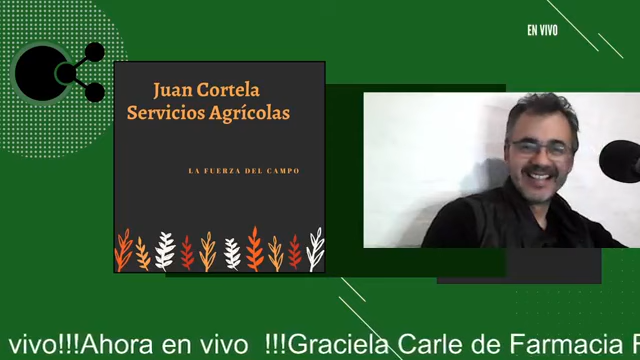 EN VIVO
Juan Cortela
Servicios Agrícolas
LA FUERZA DEL CAMPO
vivo!!!Ahora en vivo !!!Graciela Carle de Farmacia